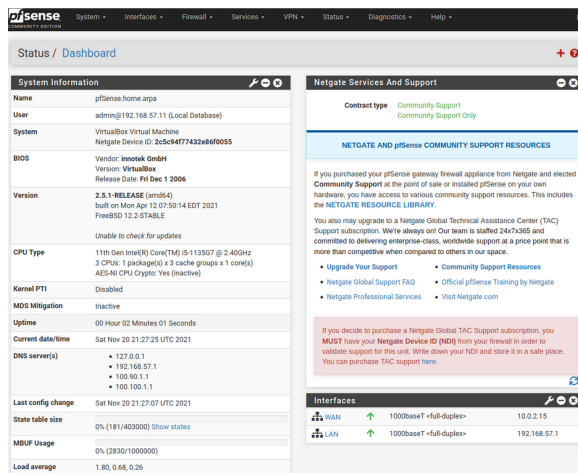 pfsense
COMMUNITY EDITION
System
Interfaces
Firewall
Services
VPN
Status
Diagnostics
Help
Status / Dashboard
System Information
Name pfSense.home.arpa
User admin@192.168.57.11 (Local Database)
System VirtualBox Virtual Machine
Netgate Device ID: 2c5c94f77432e86f0055
BIOS Vendor: innotek GmbH
Version: VirtualBox
Release Date: Fri Dec 1 2006
Version 2.5.1-RELEASE (amd64)
built on Mon Apr 12 07:50:14 EDT 2021
FreeBSD 12.2-STABLE
Unable to check for updates
CPU Type 11th Gen Intel(R) Core(TM) i5-1135G7 @ 2.40GHz
3 CPUs: 1 package(s) x 3 cache groups x 1 core(s)
AES-NI CPU Crypto: Yes (inactive)
Kernel PTI Disabled
MDS Mitigation Inactive
Uptime 00 Hour 02 Minutes 01 Seconds
Current date/time Sat Nov 20 21:27:25 UTC 2021
DNS server(s) • 127.0.0.1
• 192.168.57.1
• 100.90.1.1
• 100.100.1.1
Last config change Sat Nov 20 21:27:07 UTC 2021
State table size
0% (181/403000) Show states
MBUF Usage
0% (2830/1000000)
Load average 1.80, 0.68, 0.26
Netgate Services And Support
Contract type Community Support
Community Support Only
NETGATE AND pfSense COMMUNITY SUPPORT RESOURCES
If you purchased your pfSense gateway firewall appliance from Netgate and elected
Community Support at the point of sale or installed pfSense on your own
hardware, you have access to various community support resources. This includes
the NETGATE RESOURCE LIBRARY.
You also may upgrade to a Netgate Global Technical Assistance Center (TAC)
Support subscription. We're always on! Our team is staffed 24x7x365 and
committed to delivering enterprise-class, worldwide support at a price point that is
more than competitive when compared to others in our space.
• Upgrade Your Support • Community Support Resources
• Netgate Global Support FAQ • Official pfSense Training by Netgate
• Netgate Professional Services • Visit Netgate.com
If you decide to purchase a Netgate Global TAC Support subscription, you
MUST have your Netgate Device ID (NDI) from your firewall in order to
validate support for this unit. Write down your NDI and store it in a safe place.
You can purchase TAC support here.
Interfaces
WAN 1000baseT <full-duplex> 10.0.2.15
LAN 1000baseT <full-duplex> 192.168.57.1